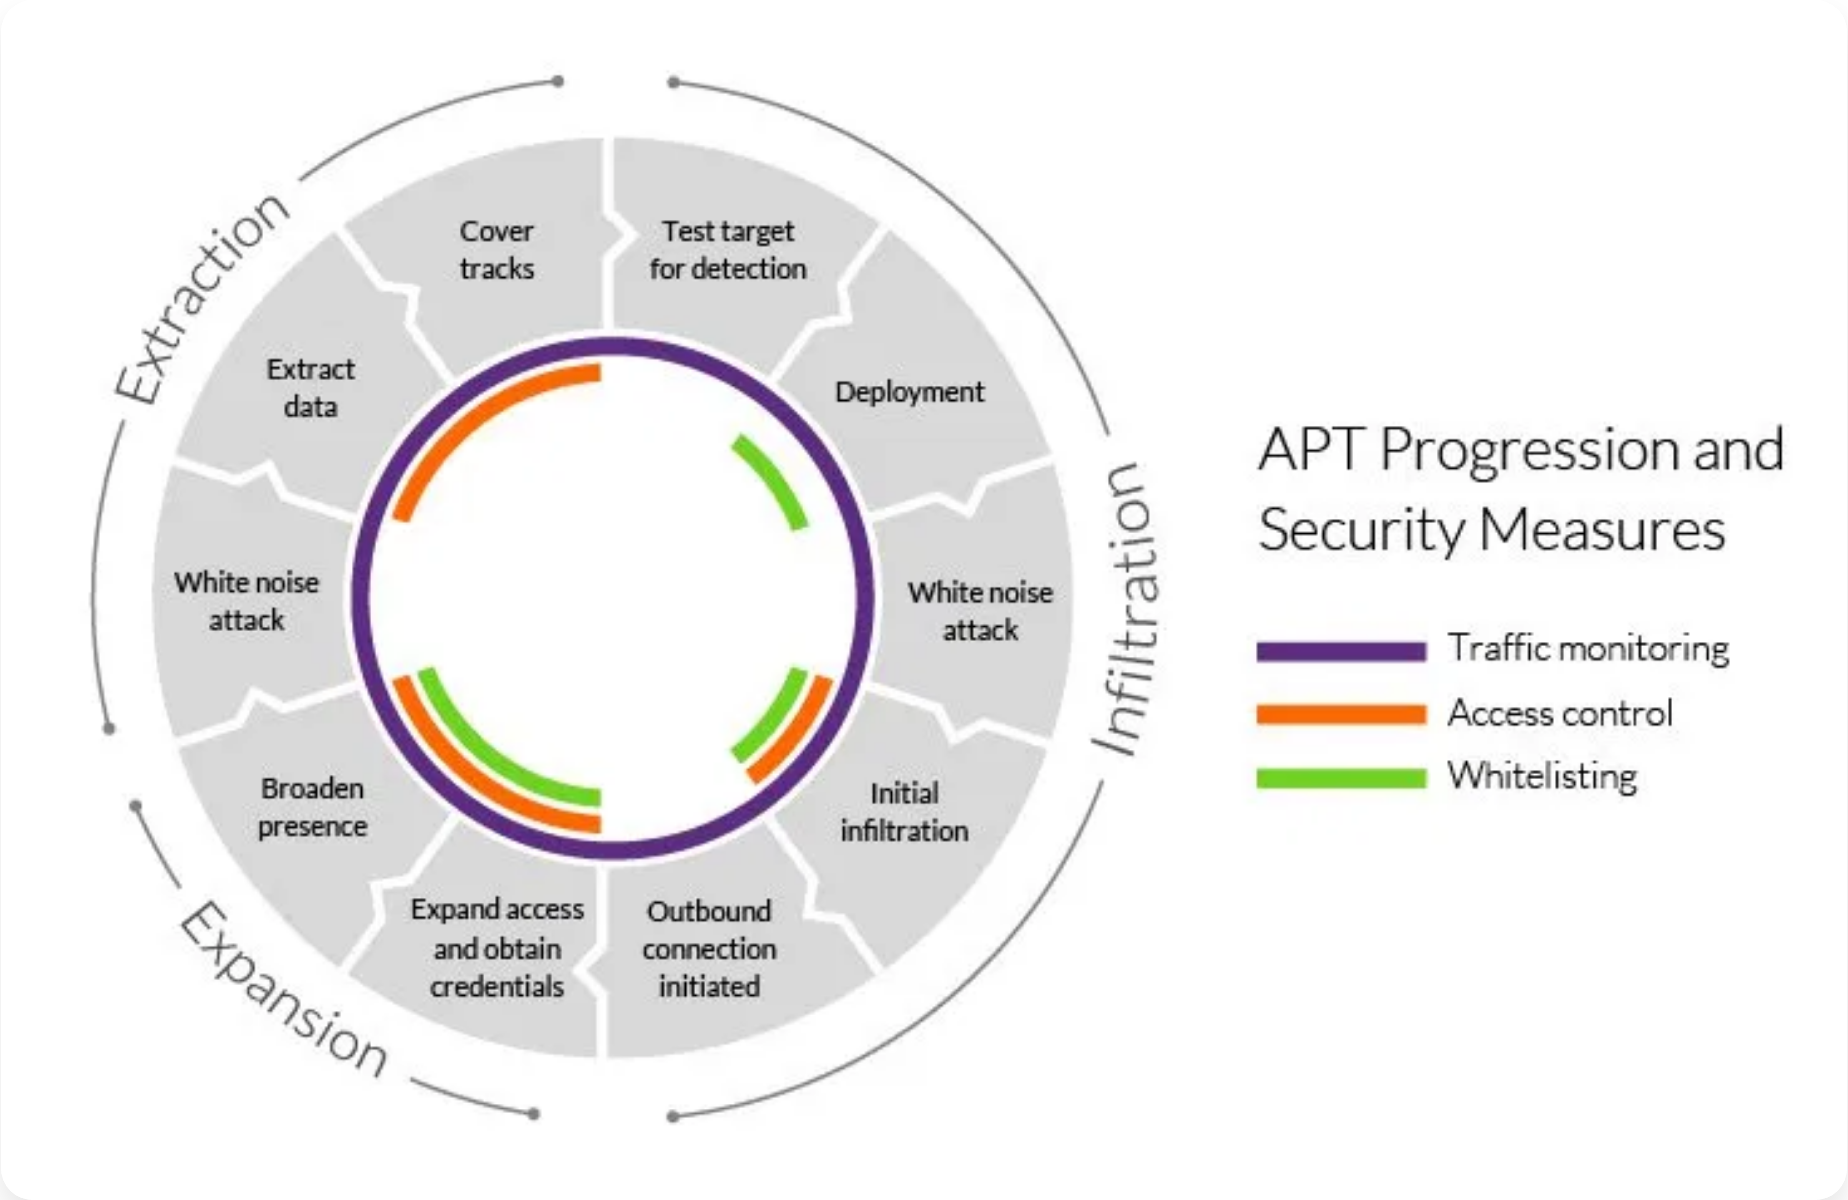 Cover
tracks
Test target
for detection
Deployment
White noise
attack
Initial
infiltration
Outbound
connection
initiated
Expand access
and obtain
credentials
Broaden
presence
White noise
attack
Extract
data
Extraction
Infiltration
Expansion
APT Progression and
Security Measures
Traffic monitoring
Access control
Whitelisting